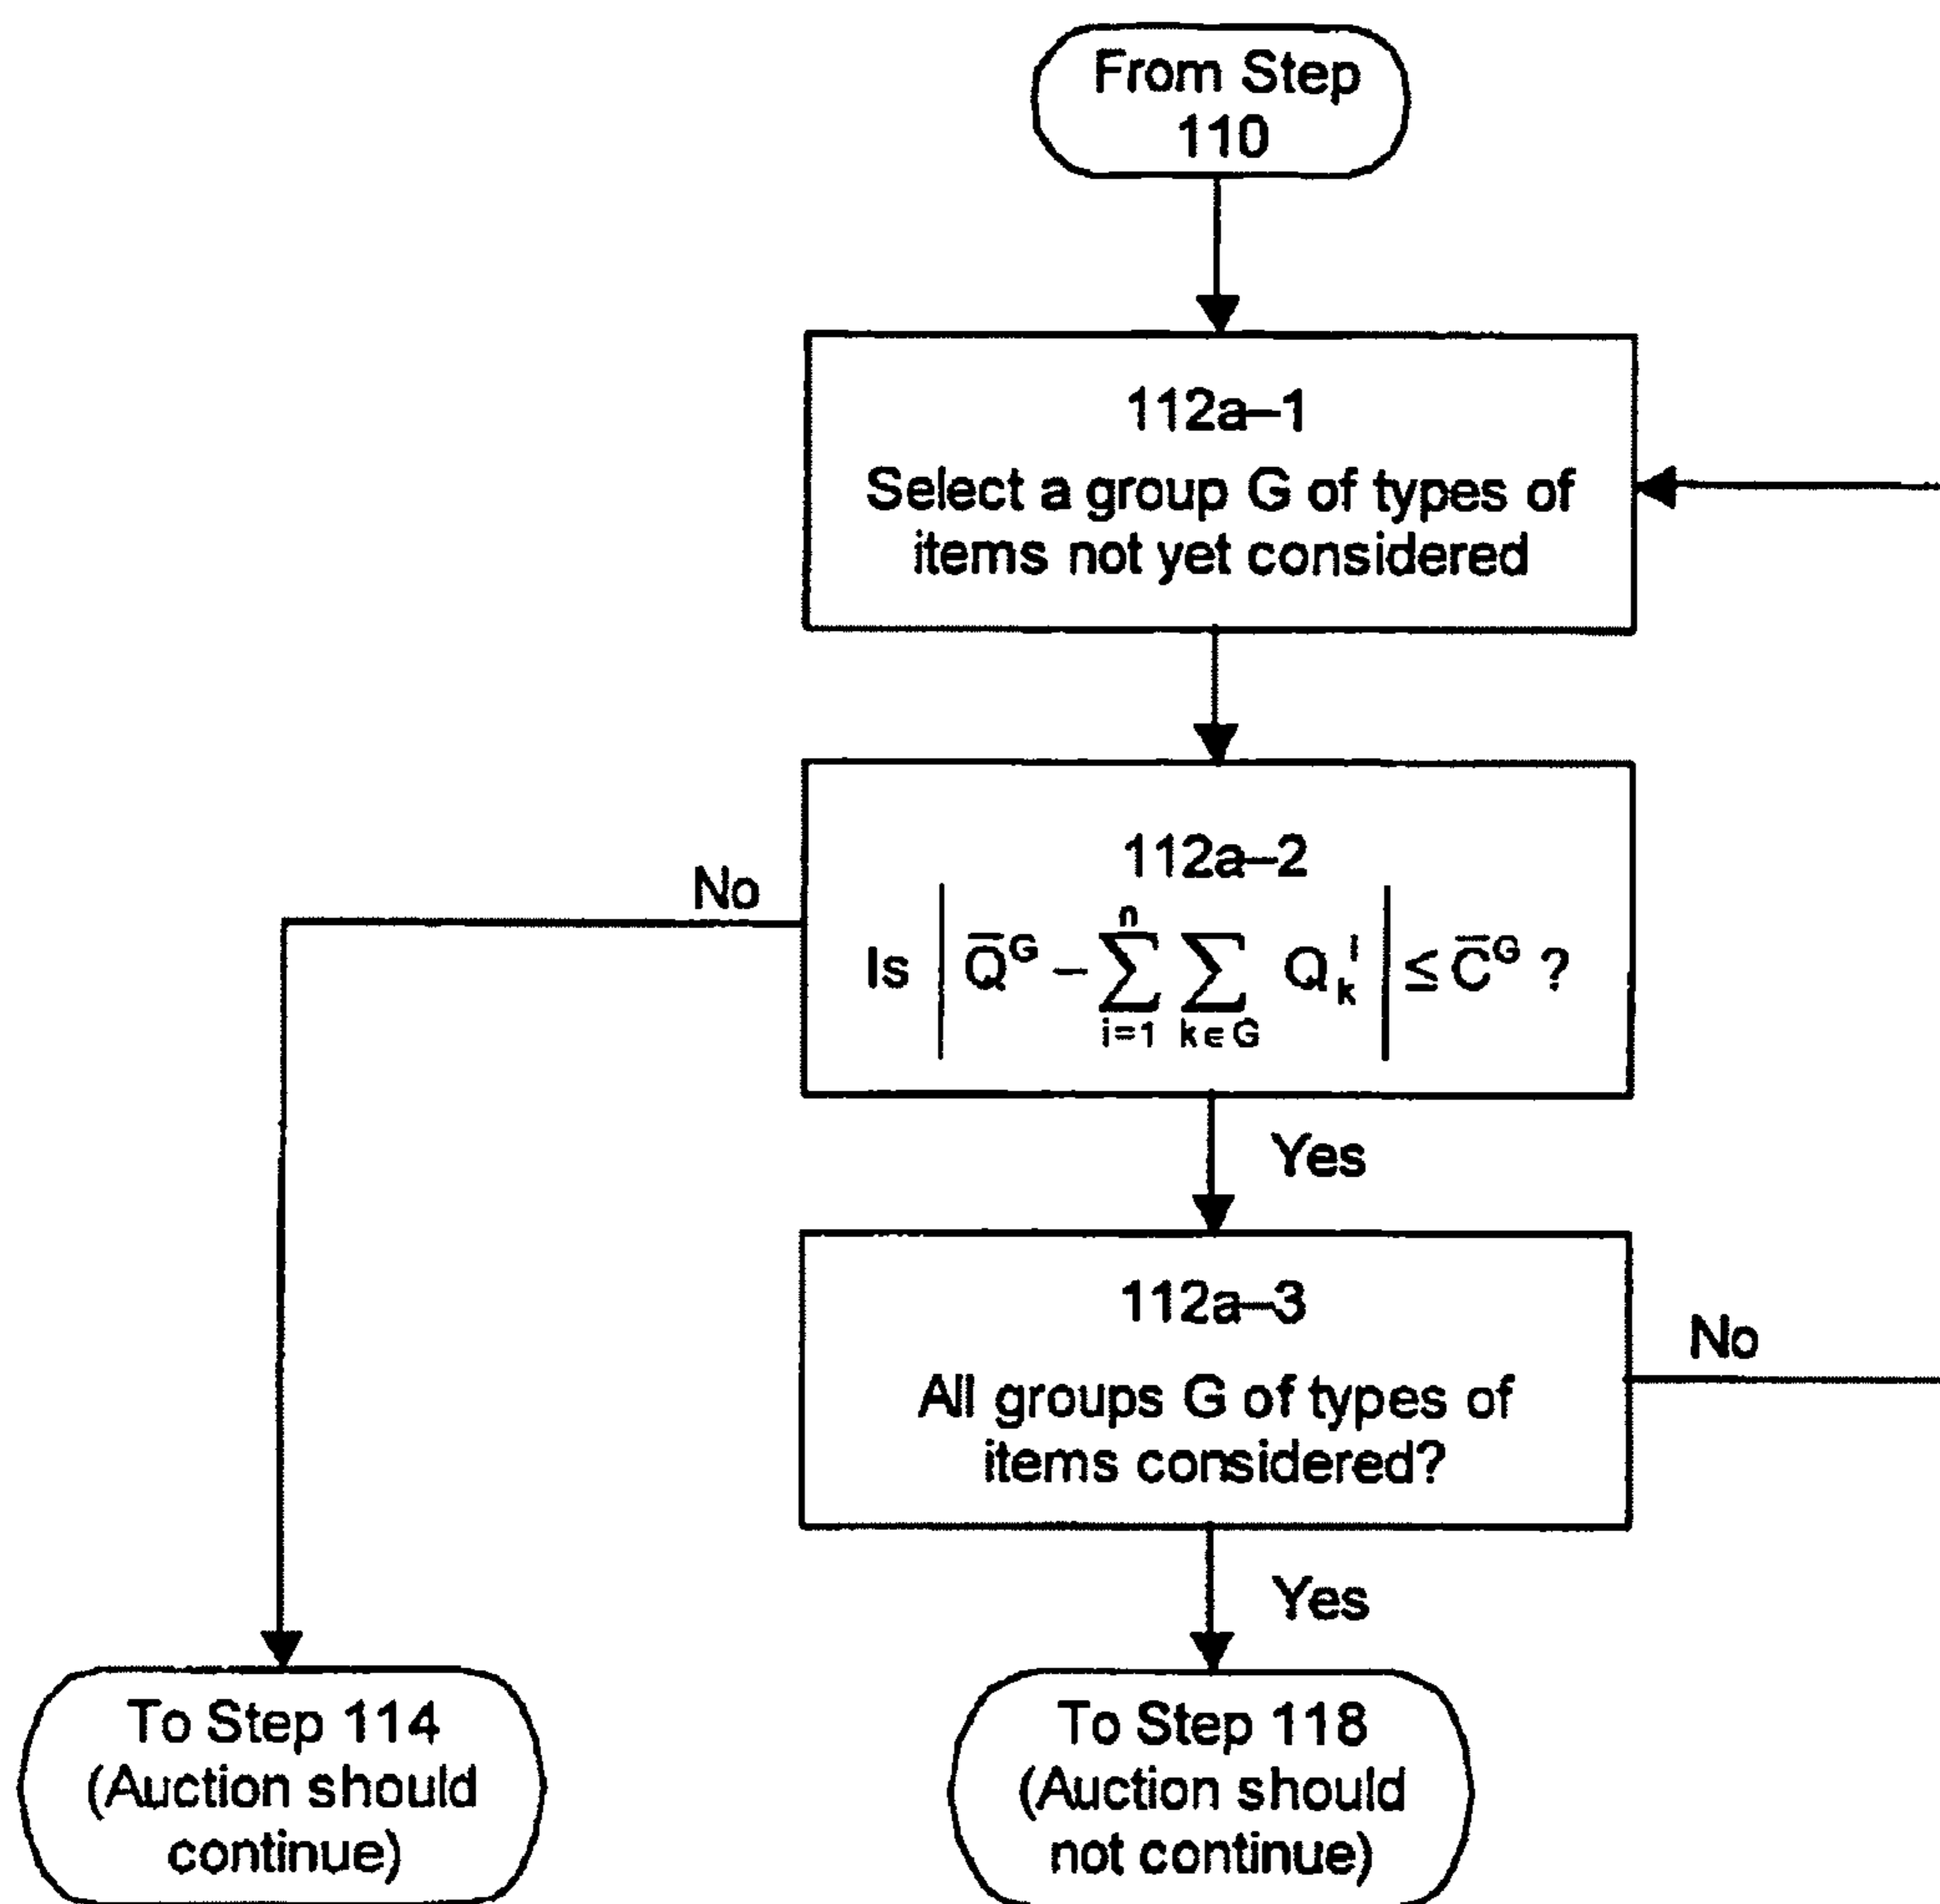 From Step
110
112a–1
Select a group G of types of
items not yet considered
No
112a–2
Is | Q̅ᴳ – ∑ᵢ₌₁ⁿ ∑ₖ∈G Qₖⁱ | ≤ C̅ᴳ ?
Yes
112a–3
No
All groups G of types of
items considered?
Yes
To Step 114
(Auction should
continue)
To Step 118
(Auction should
not continue)